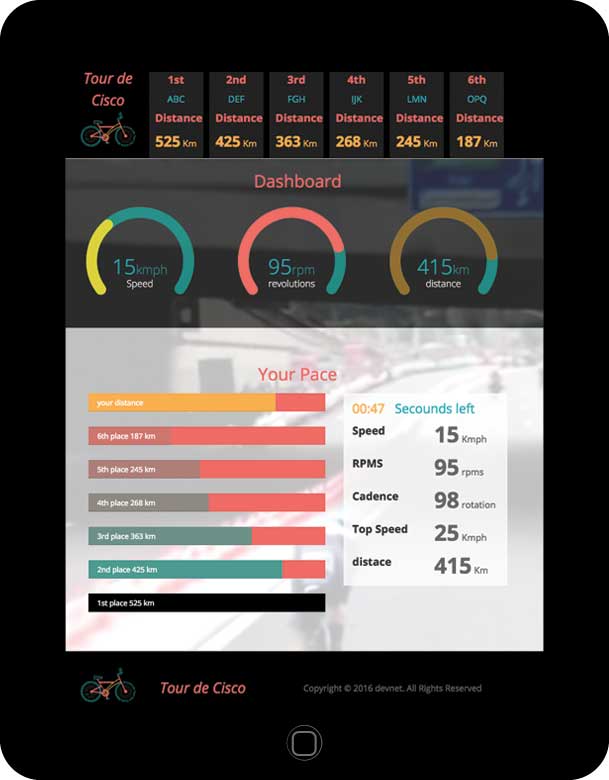 Tour de
Cisco
1st
ABC
Distance
525 Km
2nd
DEF
Distance
425 Km
3rd
FGH
Distance
363 Km
4th
IJK
Distance
268 Km
5th
LMN
Distance
245 Km
6th
OPQ
Distance
187 Km
Dashboard
15kmph
Speed
95rpm
revolutions
415km
distance
Your Pace
your distance
6th place 187 km
5th place 245 km
4th place 268 km
3rd place 363 km
2nd place 425 km
1st place 525 km
00:47 Secounds left
Speed 15 Kmph
RPMS 95 rpms
Cadence 98 rotation
Top Speed 25 Kmph
distace 415 Km
Tour de Cisco
Copyright © 2016 devnet. All Rights Reserved